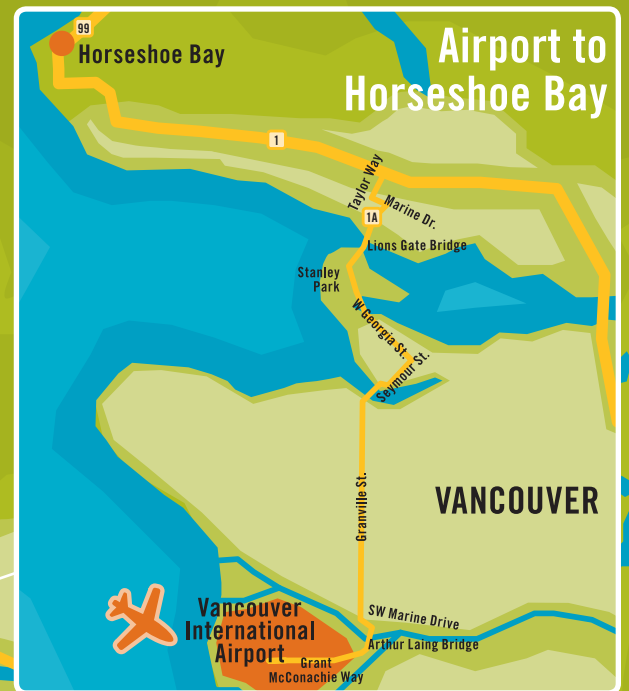 Airport to
Horseshoe Bay
99
Horseshoe Bay
1
Taylor Way
Marine Dr.
1A
Lions Gate Bridge
Stanley
Park
W Georgia St.
Seymour St.
Granville St.
VANCOUVER
SW Marine Drive
Arthur Laing Bridge
Vancouver
International
Airport
Grant
McConachie Way